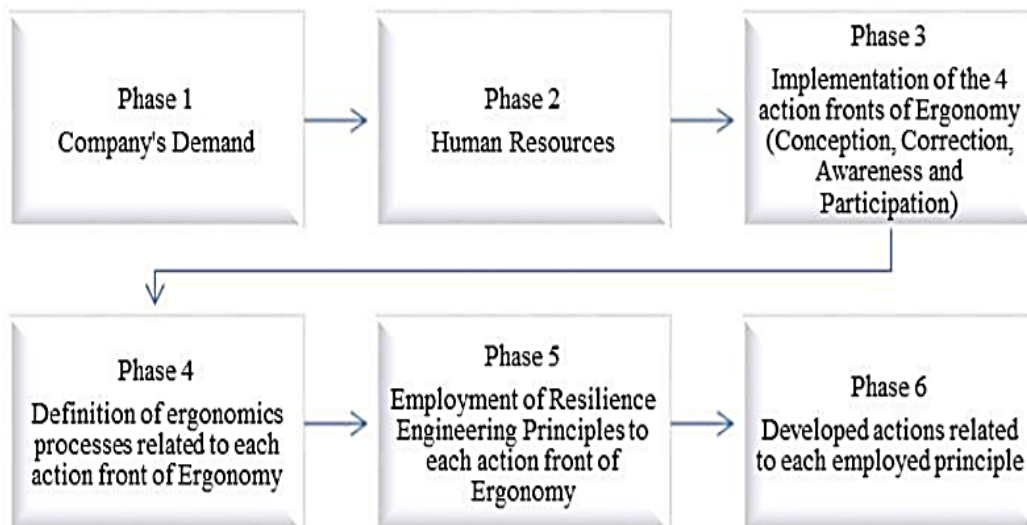 Phase 1
Company's Demand
Phase 2
Human Resources
Phase 3
Implementation of the 4
action fronts of Ergonomy
(Conception, Correction,
Awareness and
Participation)
Phase 4
Definition of ergonomics
processes related to each
action front of Ergonomy
Phase 5
Employment of Resilience
Engineering Principles to
each action front of
Ergonomy
Phase 6
Developed actions related
to each employed principle